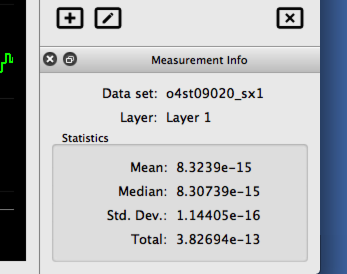 Measurement Info
Data set: o4st09020_sx1
Layer: Layer 1
Statistics
Mean: 8.3239e-15
Median: 8.30739e-15
Std. Dev.: 1.14405e-16
Total: 3.82694e-13